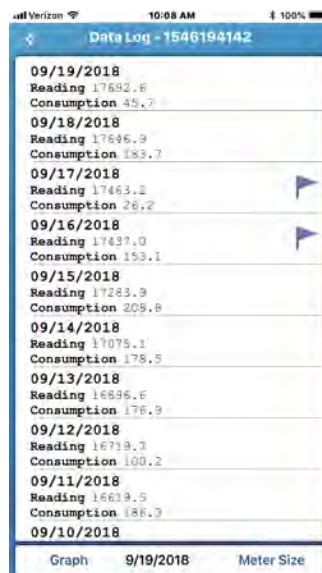 Verizon 10:08 AM 100%
Data Log - 1546194142
09/19/2018
Reading 17692.6
Consumption 45.7
09/18/2018
Reading 17646.9
Consumption 183.7
09/17/2018
Reading 17463.2
Consumption 26.2
09/16/2018
Reading 17437.0
Consumption 153.1
09/15/2018
Reading 17283.9
Consumption 208.8
09/14/2018
Reading 17075.1
Consumption 178.5
09/13/2018
Reading 16896.6
Consumption 176.9
09/12/2018
Reading 16719.7
Consumption 100.2
09/11/2018
Reading 16619.5
Consumption 186.3
09/10/2018
Graph 9/19/2018 Meter Size